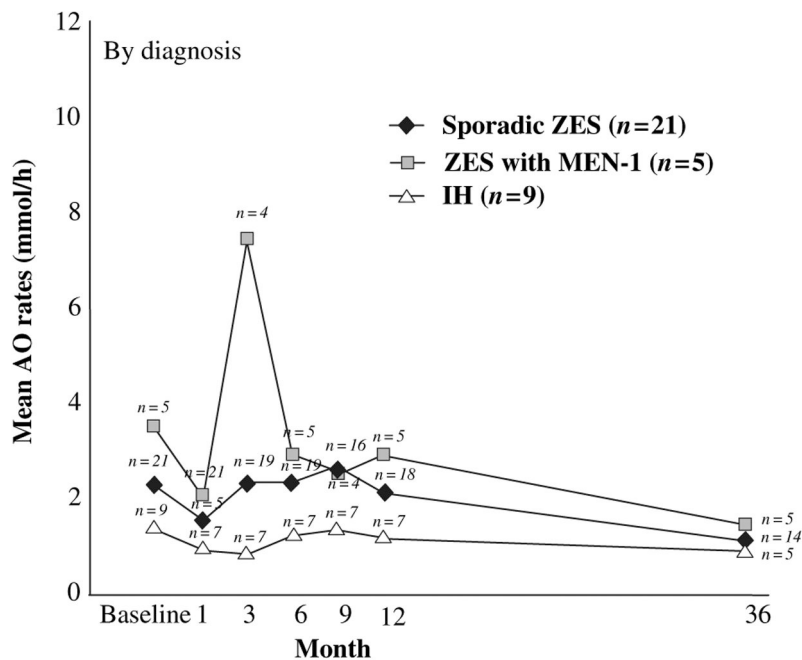 12
By diagnosis
10
Sporadic ZES (n=21)
ZES with MEN-1 (n=5)
IH (n=9)
8
n=4
Mean AO rates (mmol/h)
6
4
n=5
n=5
n=16
n=5
n=21
n=21
n=19
n=19
n=4
n=18
2
n=9
n=5
n=7
n=7
n=7
n=7
n=7
n=5
n=14
n=5
0
Baseline 1 3 6 9 12 36
Month